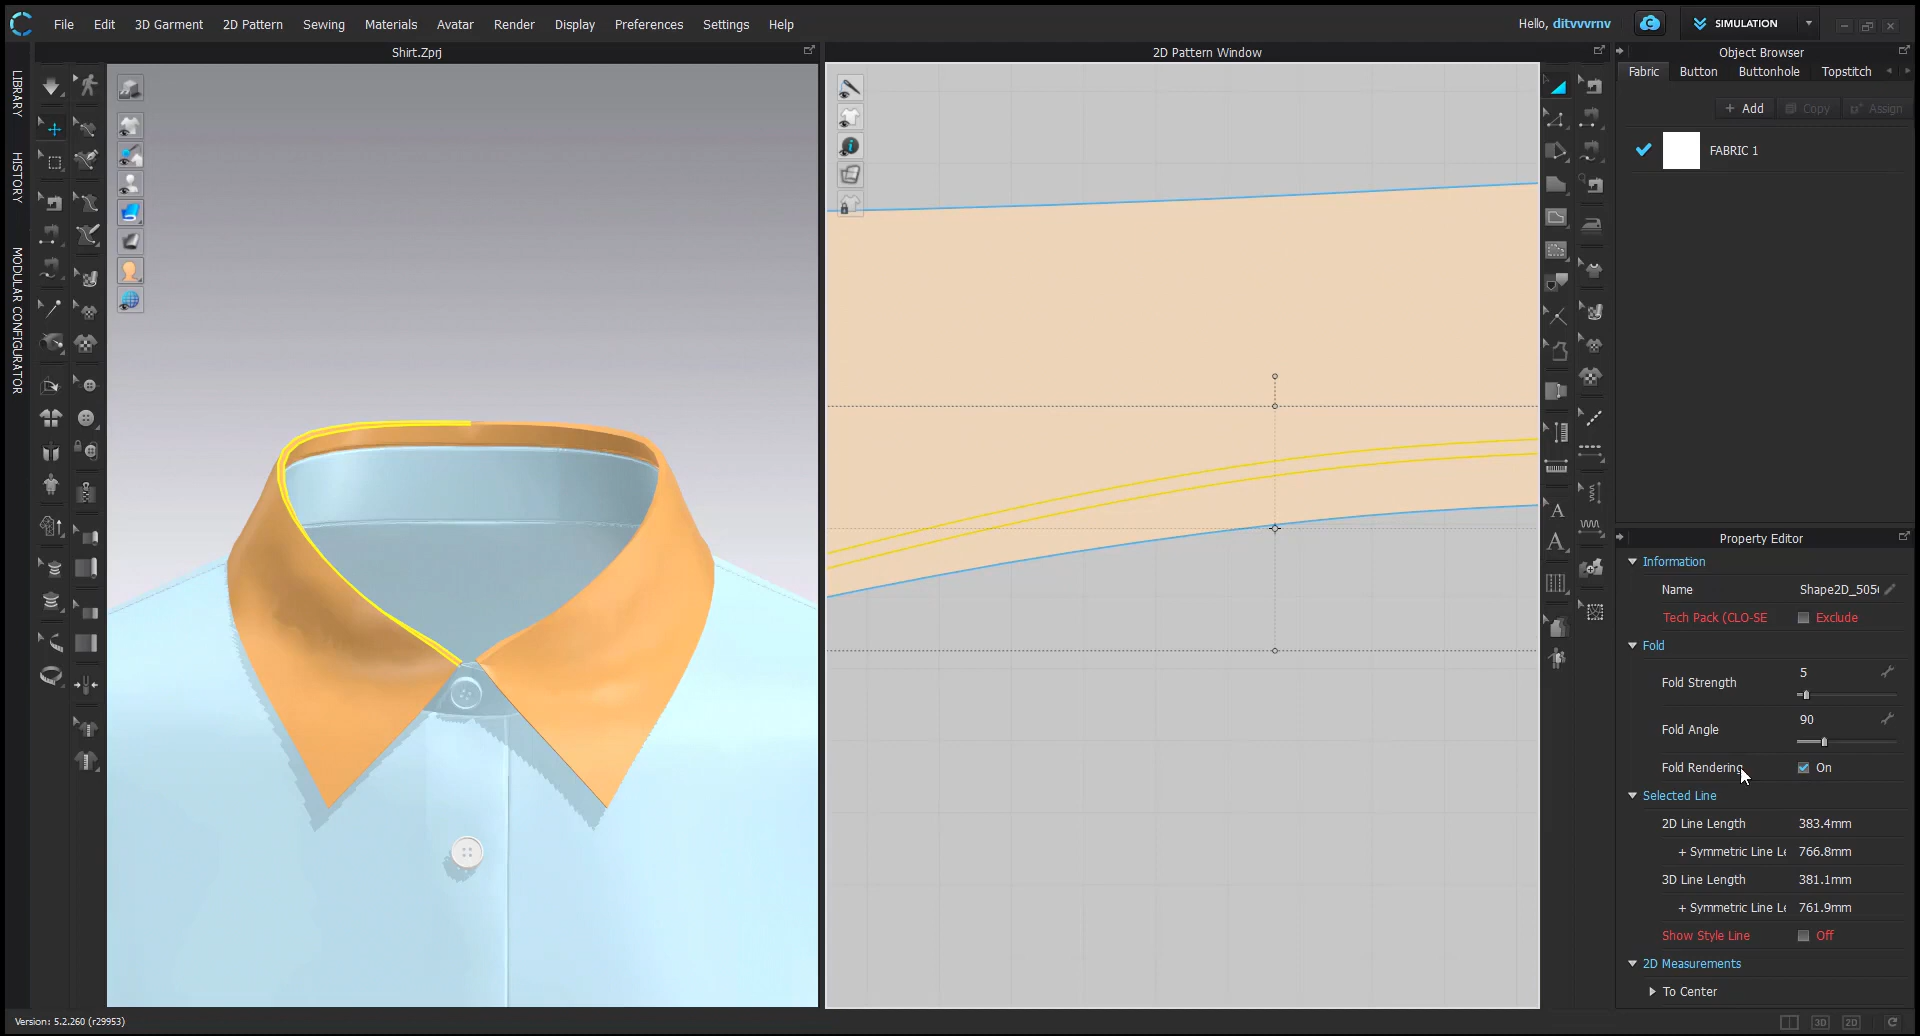 File Edit 3D Garment 2D Pattern Sewing Materials Avatar Render Display Preferences Settings Help
Hello, ditvvvrnv
SIMULATION
Shirt.Zprj
2D Pattern Window
Object Browser
Fabric Button Buttonhole Topstitch
+ Add Copy Assign
FABRIC 1
LIBRARY
HISTORY
MODULAR CONFIGURATOR
Property Editor
Information
Name Shape2D_505
Tech Pack (CLO-SE Exclude
Fold
Fold Strength 5
Fold Angle 90
Fold Rendering On
Selected Line
2D Line Length 383.4mm
+ Symmetric Line Le 766.8mm
3D Line Length 381.1mm
+ Symmetric Line Le 761.9mm
Show Style Line Off
2D Measurements
To Center
Version: 5.2.260 (r29953)
3D 2D